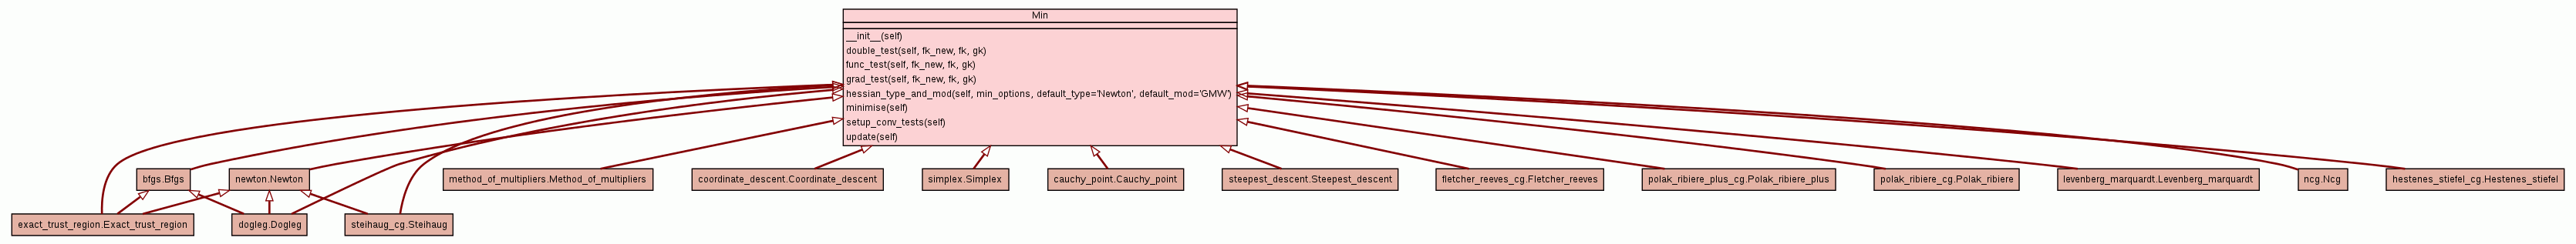 Min
__init__(self)
double_test(self, fk_new, fk, gk)
func_test(self, fk_new, fk, gk)
grad_test(self, fk_new, fk, gk)
hessian_type_and_mod(self, min_options, default_type='Newton', default_mod='GMW')
minimise(self)
setup_conv_tests(self)
update(self)
bfgs.Bfgs
newton.Newton
method_of_multipliers.Method_of_multipliers
coordinate_descent.Coordinate_descent
simplex.Simplex
cauchy_point.Cauchy_point
steepest_descent.Steepest_descent
fletcher_reeves_cg.Fletcher_reeves
polak_ribiere_plus_cg.Polak_ribiere_plus
polak_ribiere_cg.Polak_ribiere
levenberg_marquardt.Levenberg_marquardt
ncg.Ncg
hestenes_stiefel_cg.Hestenes_stiefel
exact_trust_region.Exact_trust_region
dogleg.Dogleg
steihaug_cg.Steihaug